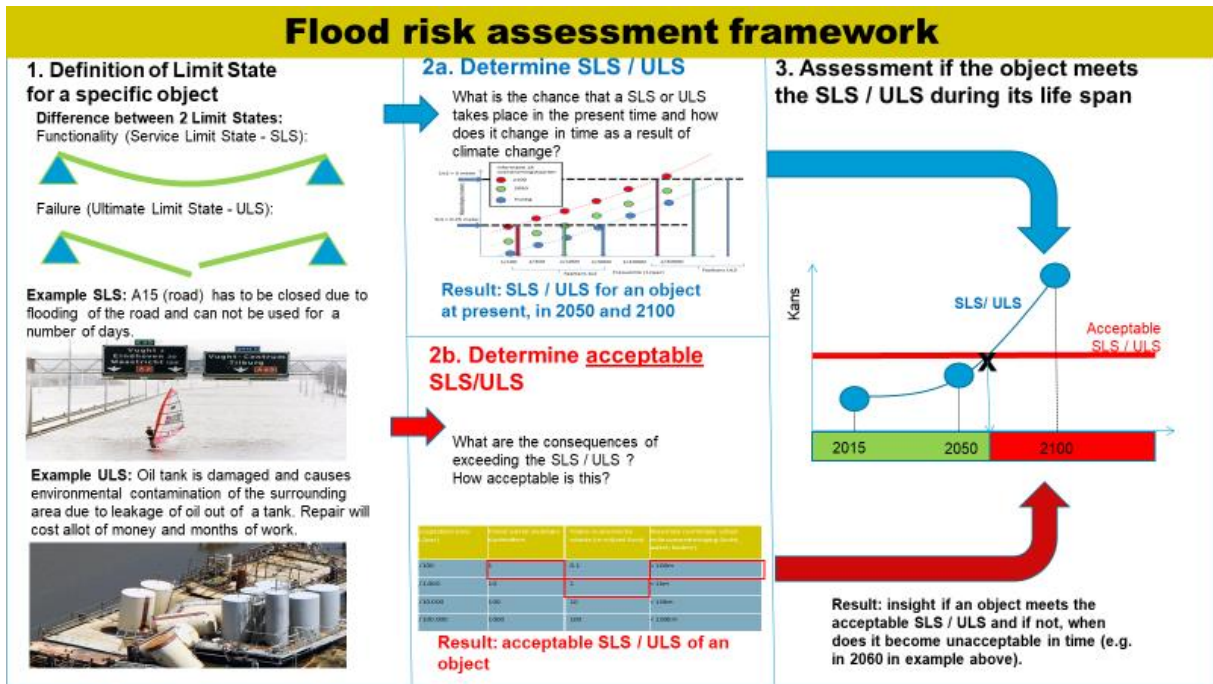 Flood risk assessment framework
1. Definition of Limit State
for a specific object
Difference between 2 Limit States:
Functionality (Service Limit State - SLS):
Failure (Ultimate Limit State - ULS):
Example SLS: A15 (road) has to be closed due to
flooding of the road and can not be used for a
number of days.
Vught
Eindhoven
Maastricht
Vught-Centrum
Tilburg
Example ULS: Oil tank is damaged and causes
environmental contamination of the surrounding
area due to leakage of oil out of a tank. Repair will
cost allot of money and months of work.
2a. Determine SLS / ULS
What is the chance that a SLS or ULS
takes place in the present time and how
does it change in time as a result of
climate change?
2100
2050
Result: SLS / ULS for an object
at present, in 2050 and 2100
2b. Determine acceptable
SLS/ULS
What are the consequences of
exceeding the SLS / ULS ?
How acceptable is this?
Result: acceptable SLS / ULS of an
object
3. Assessment if the object meets
the SLS / ULS during its life span
Kans
SLS/ ULS
Acceptable
SLS / ULS
X
2015
2050
2100
Result: insight if an object meets the
acceptable SLS / ULS and if not, when
does it become unacceptable in time (e.g.
in 2060 in example above).